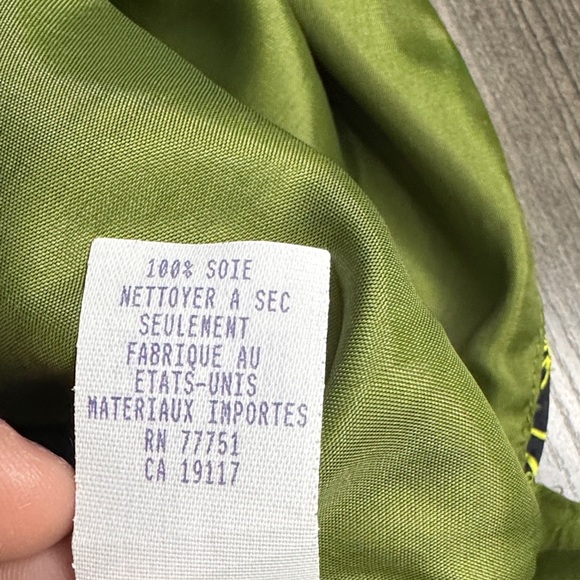 100% SOIE
NETTOYER A SEC
SEULEMENT
FABRIQUE AU
ETATS-UNIS
MATERIAUX IMPORTES
RN 77751
CA 19117